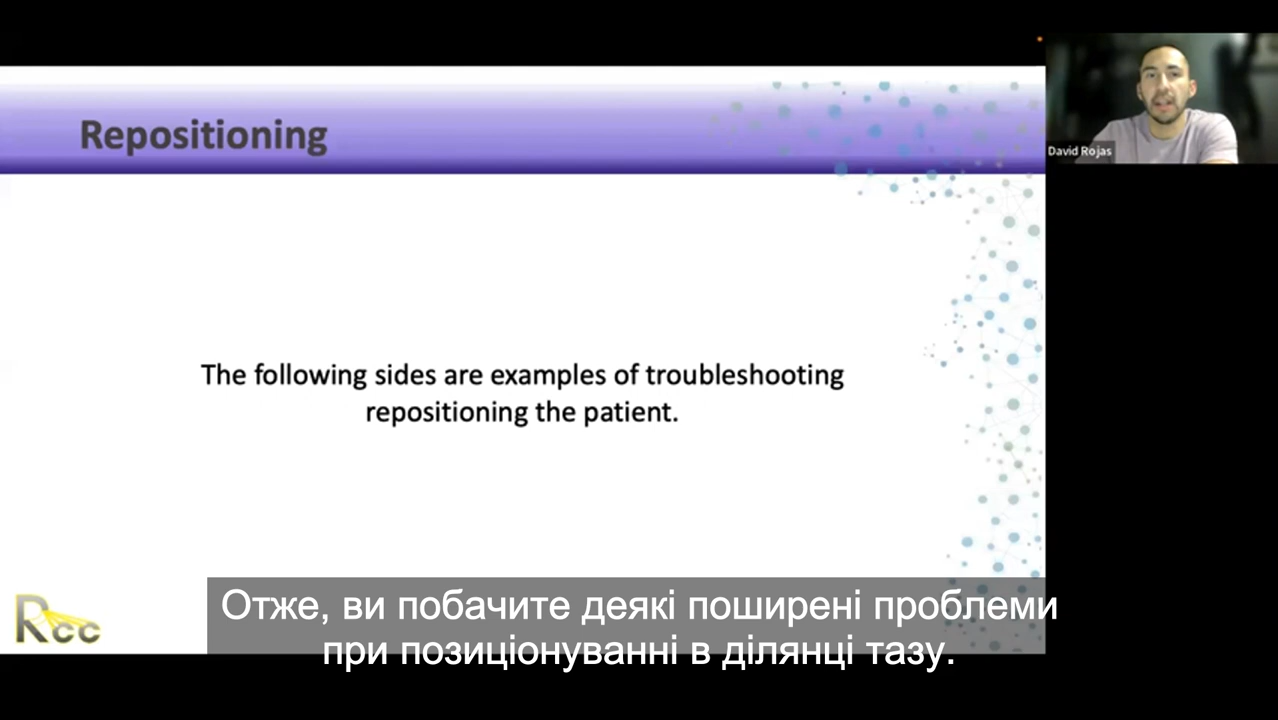 Repositioning
David Rojas
The following sides are examples of troubleshooting
repositioning the patient.
Rcc
Отже, ви побачите деякі поширені проблеми
при позиціонуванні в ділянці тазу.